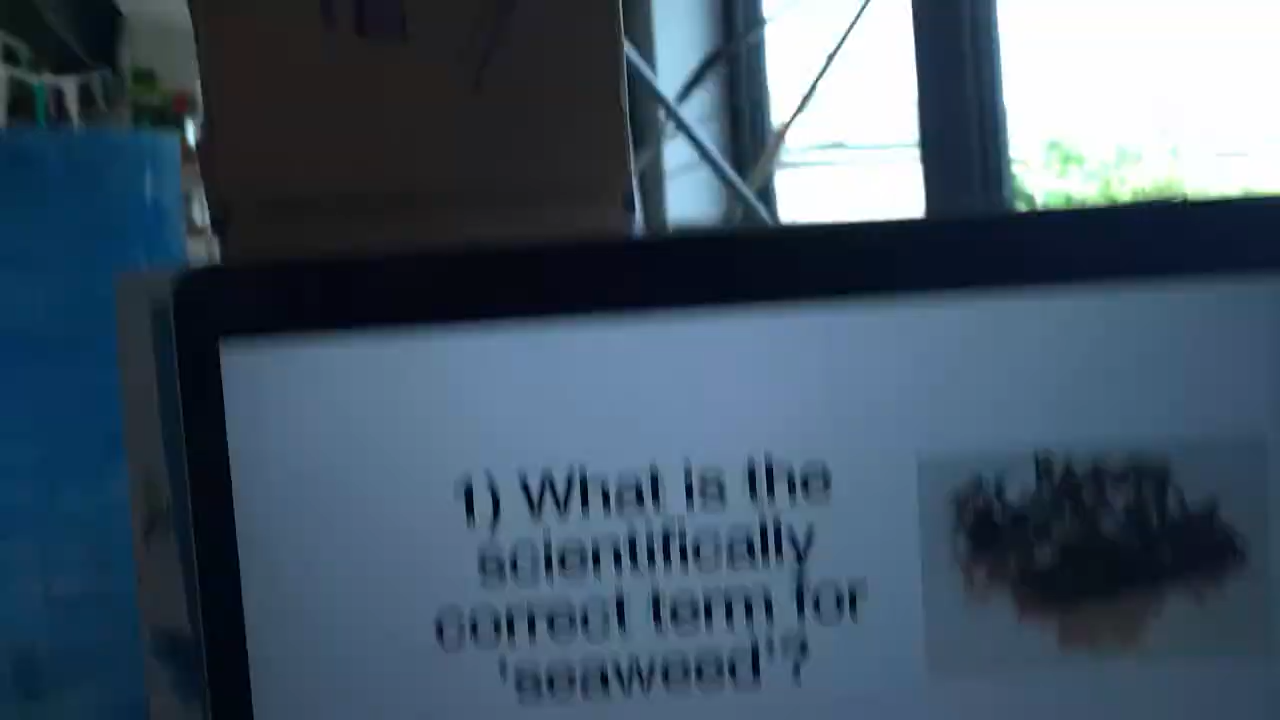 1) What is the
scientifically
correct term for
'seaweed'?